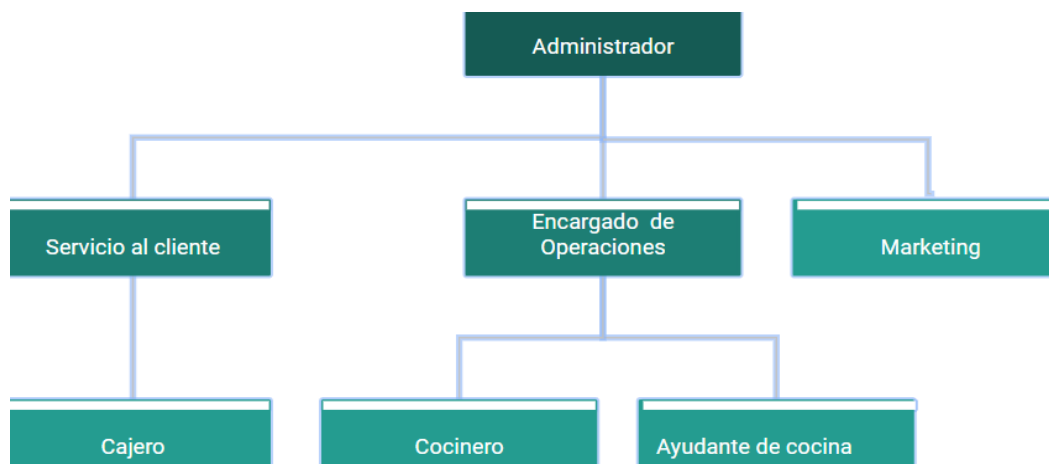 Administrador
Servicio al cliente
Encargado de
Operaciones
Marketing
Cajero
Cocinero
Ayudante de cocina